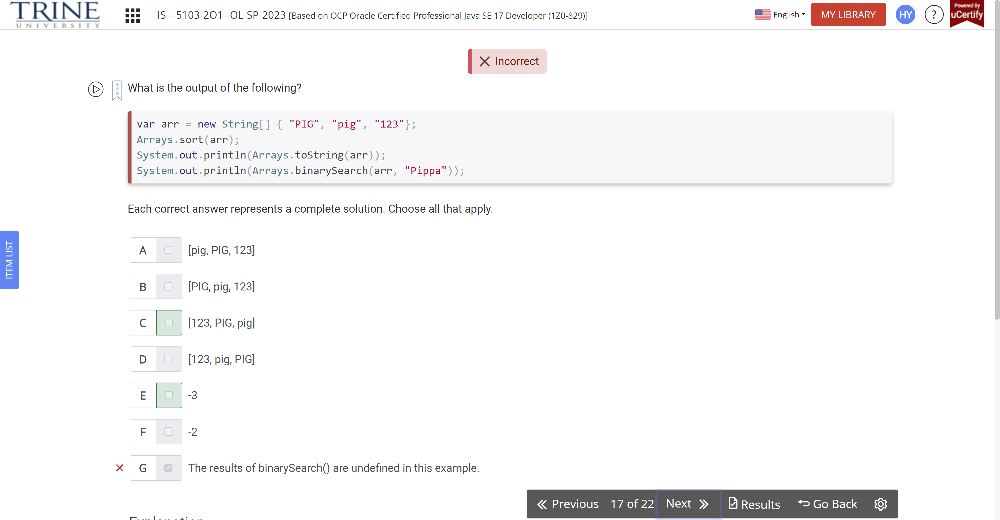 TRINE
UNIVERSITY
IS---5103-2O1--OL-SP-2023 [Based on OCP Oracle Certified Professional Java SE 17 Developer (1Z0-829)]
English
MY LIBRARY
HY
?
Powered By
uCertify
Incorrect
What is the output of the following?
var arr = new String[] { "PIG", "pig", "123"};
Arrays.sort(arr);
System.out.println(Arrays.toString(arr));
System.out.println(Arrays.binarySearch(arr, "Pippa"));
Each correct answer represents a complete solution. Choose all that apply.
ITEM LIST
A [pig, PIG, 123]
B [PIG, pig, 123]
C [123, PIG, pig]
D [123, pig, PIG]
E -3
F -2
G The results of binarySearch() are undefined in this example.
Previous 17 of 22 Next Results Go Back
Explanation